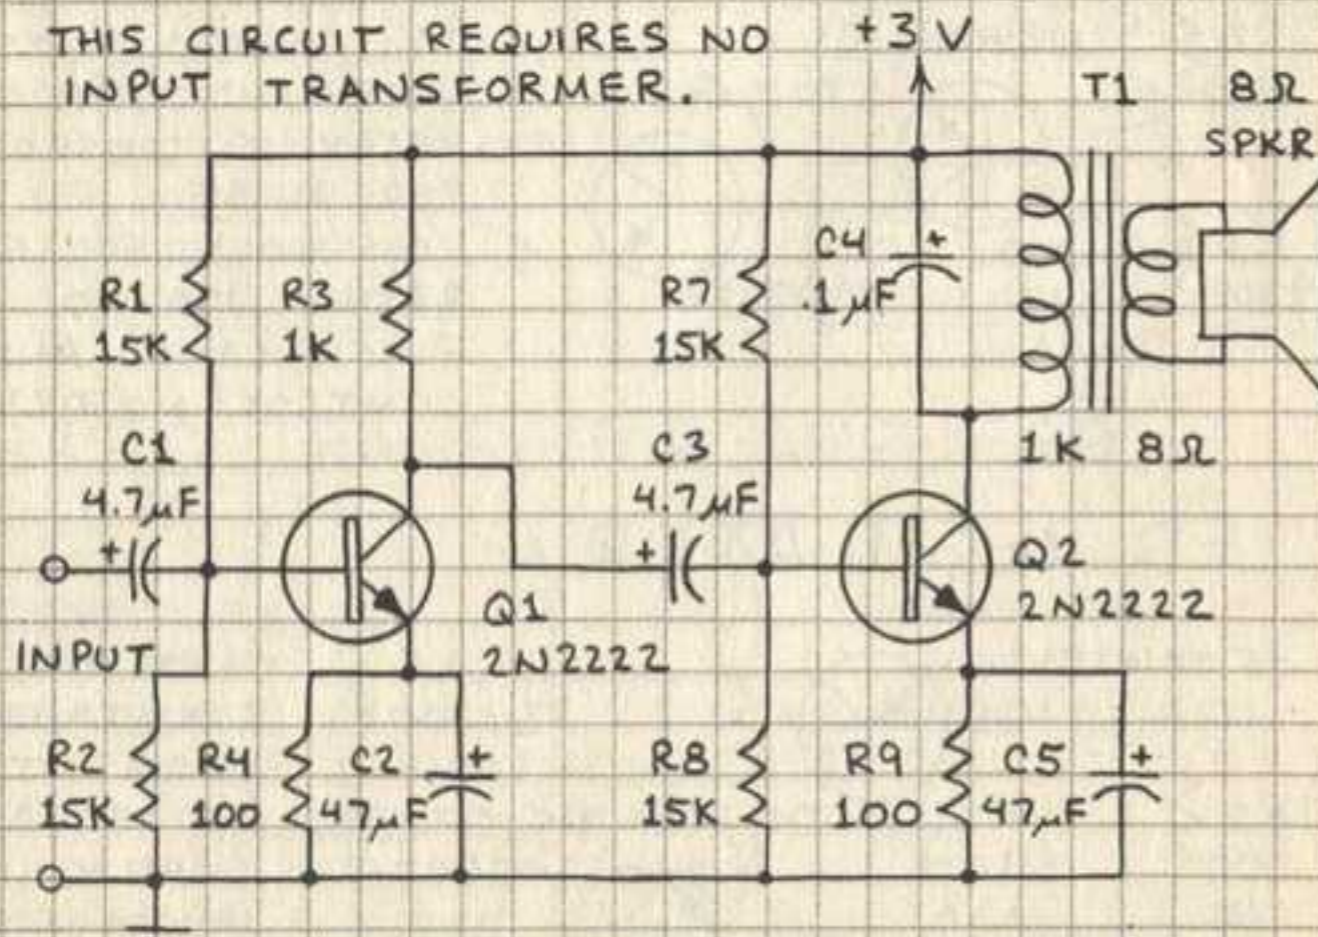 THIS CIRCUIT REQUIRES NO
INPUT TRANSFORMER.
+3V
T1
8Ω
SPKR
R1
15K
R3
1K
R7
15K
C4
+
.1μF
1K
8Ω
C1
4.7μF
+
C3
4.7μF
+
INPUT
Q1
2N2222
Q2
2N2222
R2
15K
R4
100
C2
47μF
+
R8
15K
R9
100
C5
47μF
+